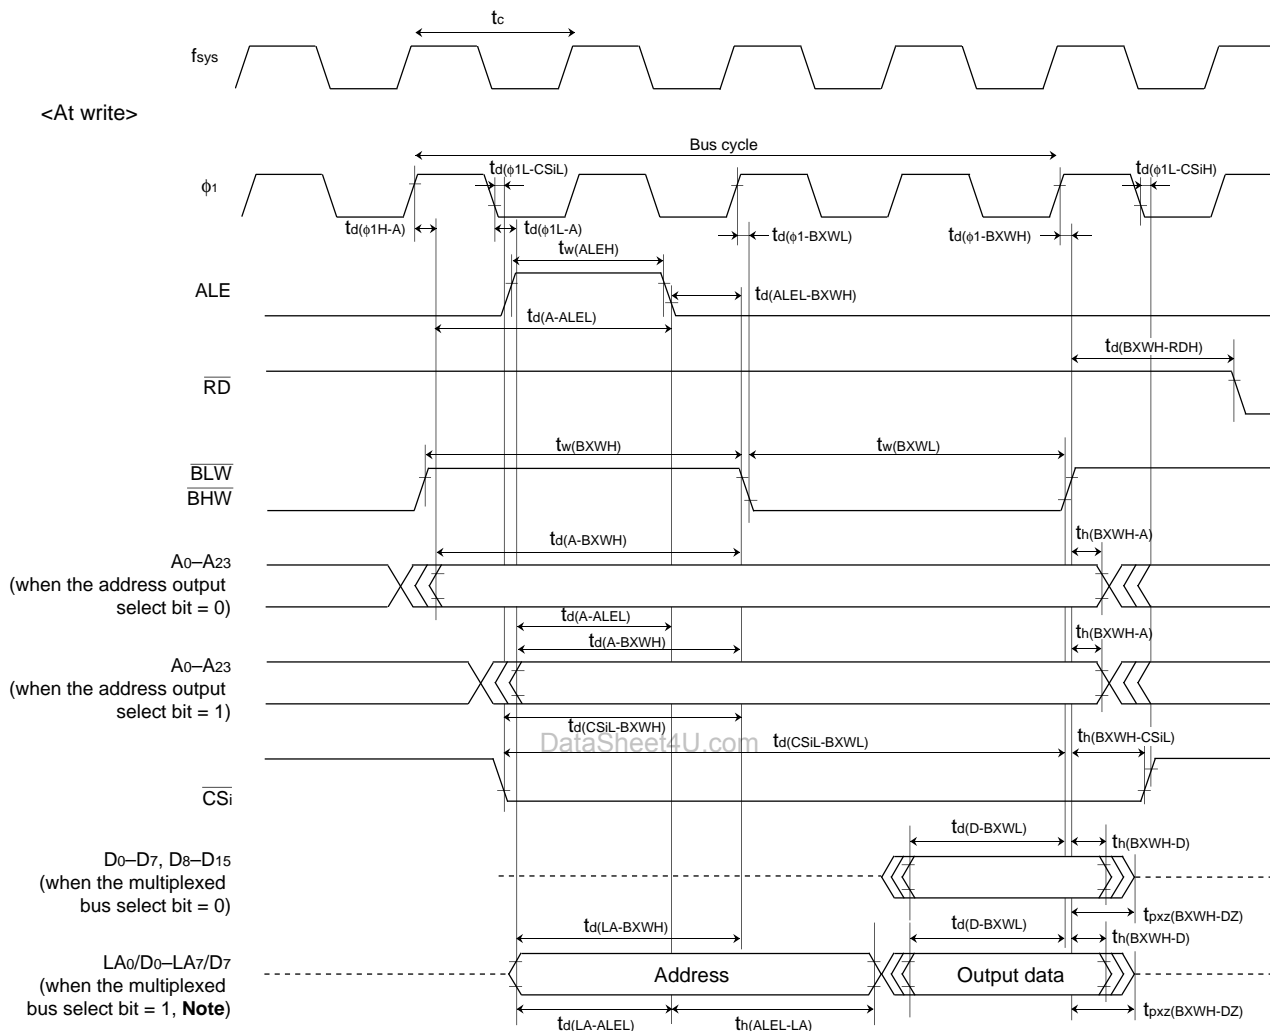 tc
fsys
<At write>
Bus cycle
td(ϕ1L-CSiL)
td(ϕ1L-CSiH)
ϕ1
td(ϕ1H-A)
td(ϕ1L-A)
td(ϕ1-BXWL)
td(ϕ1-BXWH)
tw(ALEH)
ALE
td(ALEL-BXWH)
td(A-ALEL)
td(BXWH-RDH)
RD
tw(BXWH)
tw(BXWL)
BLW
BHW
td(A-BXWH)
th(BXWH-A)
A0–A23
(when the address output
select bit = 0)
td(A-ALEL)
td(A-BXWH)
th(BXWH-A)
A0–A23
(when the address output
select bit = 1)
td(CSiL-BXWH)
DataSheet4U.com
td(CSiL-BXWL)
th(BXWH-CSiL)
CSi
td(D-BXWL)
th(BXWH-D)
D0–D7, D8–D15
(when the multiplexed
bus select bit = 0)
tpxz(BXWH-DZ)
td(LA-BXWH)
td(D-BXWL)
th(BXWH-D)
LA0/D0–LA7/D7
(when the multiplexed
bus select bit = 1, Note)
Address
Output data
tpxz(BXWH-DZ)
td(LA-ALEL)
th(ALEL-LA)